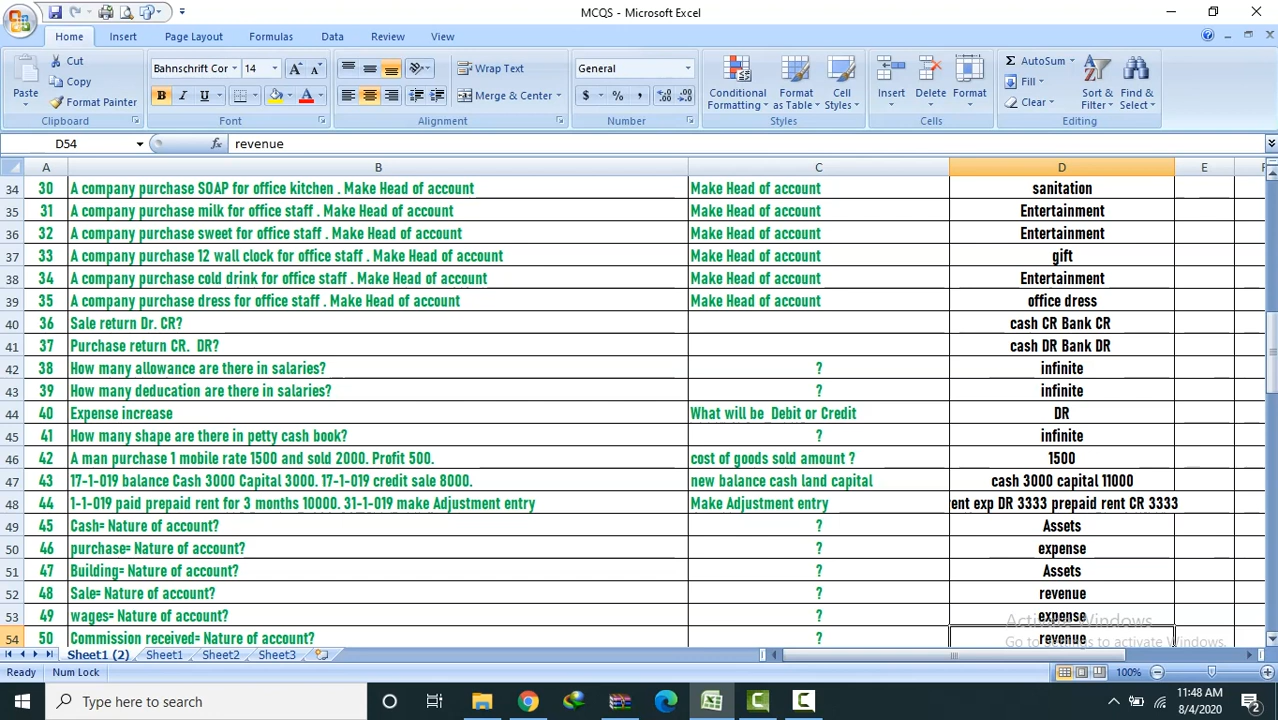 MCQS - Microsoft Excel
Home Insert Page Layout Formulas Data Review View
Paste Cut Copy Format Painter Clipboard
Bahnschrift Cor 14 B I U A Font
Wrap Text Merge & Center Alignment
General $ % , Number
Conditional Formatting Format as Table Cell Styles Styles
Insert Delete Format Cells
AutoSum Fill Clear Sort & Filter Find & Select Editing
D54 fx revenue
A B C D E F
34 30 A company purchase SOAP for office kitchen . Make Head of account Make Head of account sanitation
35 31 A company purchase milk for office staff . Make Head of account Make Head of account Entertainment
36 32 A company purchase sweet for office staff . Make Head of account Make Head of account Entertainment
37 33 A company purchase 12 wall clock for office staff . Make Head of account Make Head of account gift
38 34 A company purchase cold drink for office staff . Make Head of account Make Head of account Entertainment
39 35 A company purchase dress for office staff . Make Head of account Make Head of account office dress
40 36 Sale return Dr. CR? cash CR Bank CR
41 37 Purchase return CR. DR? cash DR Bank DR
42 38 How many allowance are there in salaries? ? infinite
43 39 How many deducation are there in salaries? ? infinite
44 40 Expense increase What will be Debit or Credit DR
45 41 How many shape are there in petty cash book? ? infinite
46 42 A man purchase 1 mobile rate 1500 and sold 2000. Profit 500. cost of goods sold amount ? 1500
47 43 17-1-019 balance Cash 3000 Capital 3000. 17-1-019 credit sale 8000. new balance cash land capital cash 3000 capital 11000
48 44 1-1-019 paid prepaid rent for 3 months 10000. 31-1-019 make Adjustment entry Make Adjustment entry ent exp DR 3333 prepaid rent CR 3333
49 45 Cash= Nature of account? ? Assets
50 46 purchase= Nature of account? ? expense
51 47 Building= Nature of account? ? Assets
52 48 Sale= Nature of account? ? revenue
53 49 wages= Nature of account? ? expense
54 50 Commission received= Nature of account? ? revenue
Activate Windows
Go to Settings to activate Windows.
Sheet1 (2) Sheet1 Sheet2 Sheet3
Ready Num Lock 100%
Type here to search
11:48 AM
8/4/2020
2